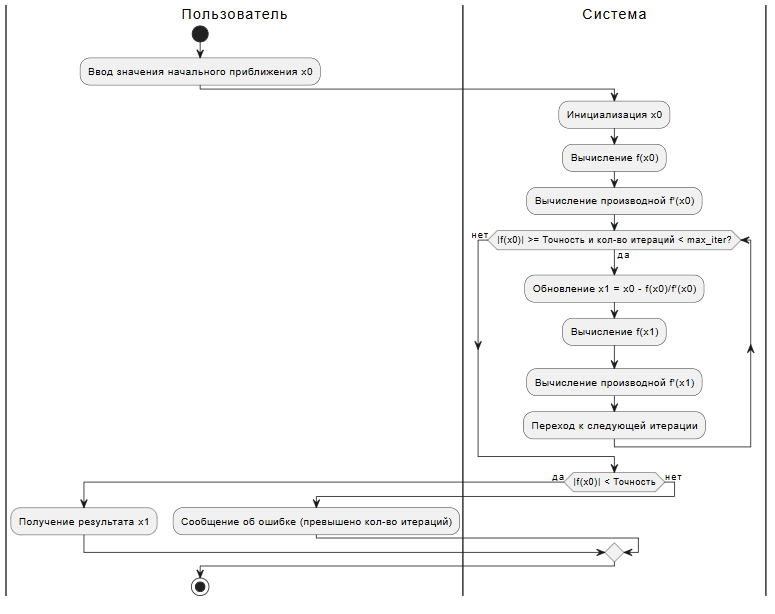 Пользователь
Система
Ввод значения начального приближения x0
Инициализация x0
Вычисление f(x0)
Вычисление производной f'(x0)
нет
|f(x0)| >= Точность и кол-во итераций < max_iter?
да
Обновление x1 = x0 - f(x0)/f'(x0)
Вычисление f(x1)
Вычисление производной f'(x1)
Переход к следующей итерации
да
|f(x0)| < Точность
нет
Получение результата x1
Сообщение об ошибке (превышено кол-во итераций)